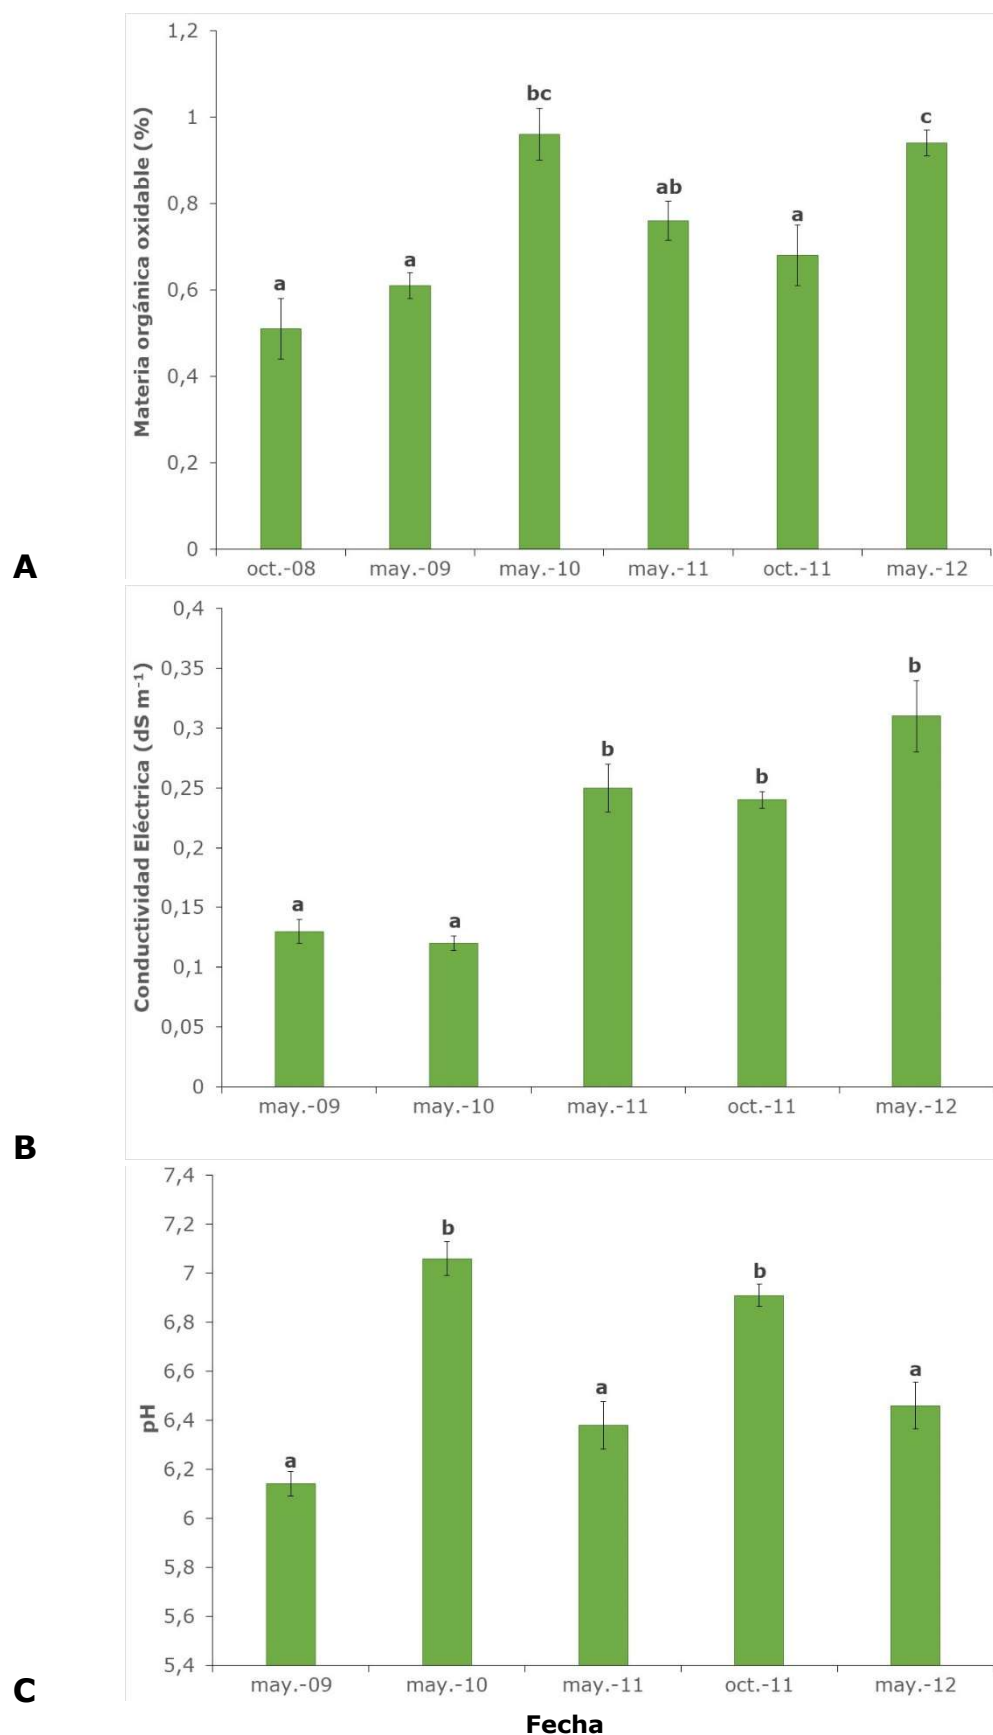 1,2
1
0,8
0,6
0,4
0,2
0
Materia orgánica oxidable (%)
a
a
bc
ab
a
c
oct.-08 may.-09 may.-10 may.-11 oct.-11 may.-12
A
0,4
0,35
0,3
0,25
0,2
0,15
0,1
0,05
0
Conductividad Eléctrica (dS m⁻¹)
a
a
b
b
b
may.-09 may.-10 may.-11 oct.-11 may.-12
B
7,4
7,2
7
6,8
6,6
6,4
6,2
6
5,8
5,6
5,4
pH
a
b
a
b
a
may.-09 may.-10 may.-11 oct.-11 may.-12
C
Fecha